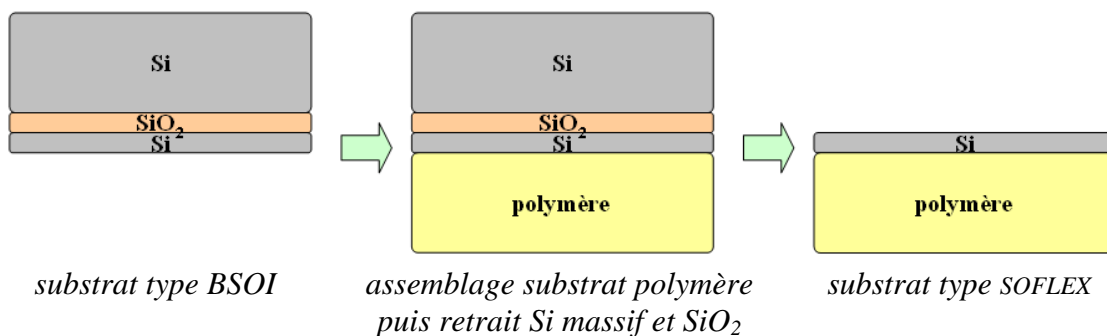 Si
SiO₂
Si
Si
SiO₂
Si
polymère
Si
polymère
substrat type BSOI
assemblage substrat polymère
puis retrait Si massif et SiO₂
substrat type SOFLEX